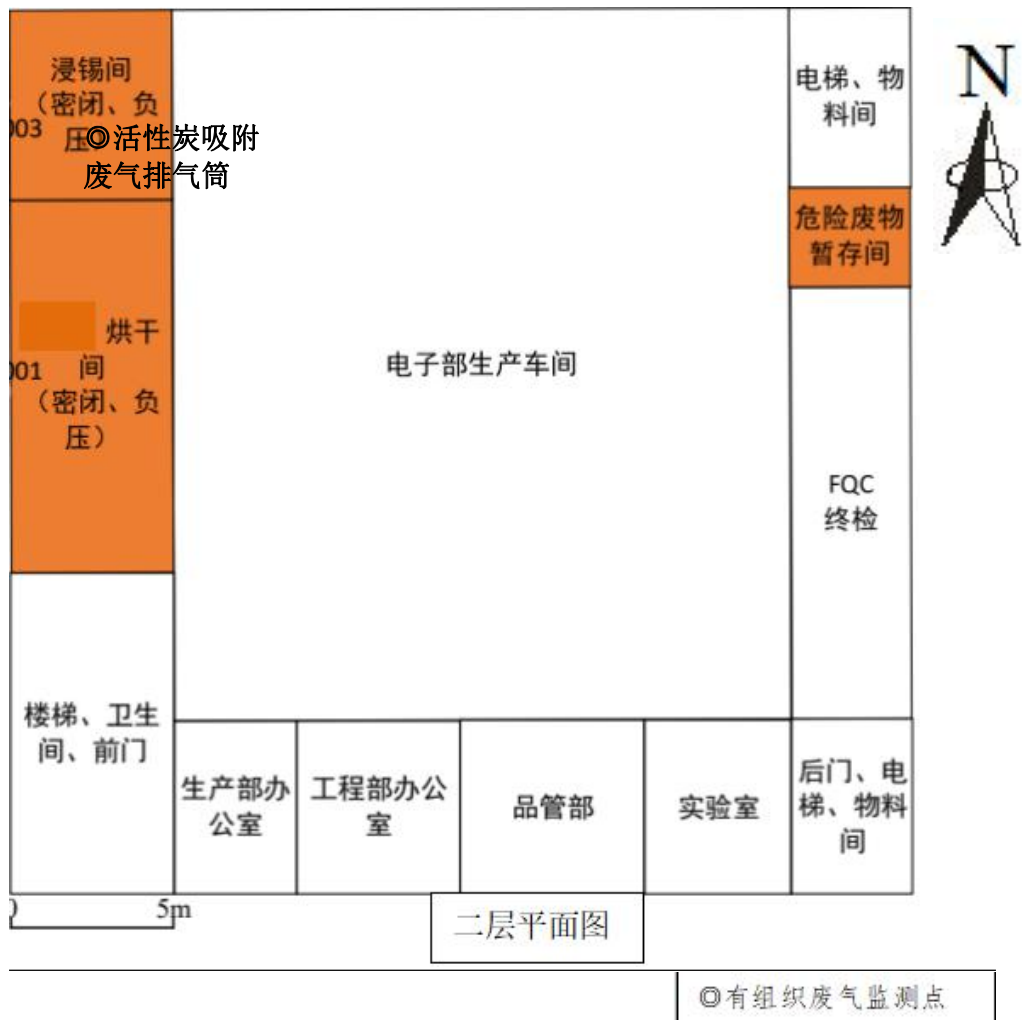 浸锡间
（密闭、负
003
压）
◎活性炭吸附
废气排气筒
电梯、物
料间
N
危险废物
暂存间
烘干
间
001
（密闭、负
压）
电子部生产车间
FQC
终检
楼梯、卫生
间、前门
生产部办
公室
工程部办公
室
品管部
实验室
后门、电
梯、物料
间
0
5m
二层平面图
◎有组织废气监测点